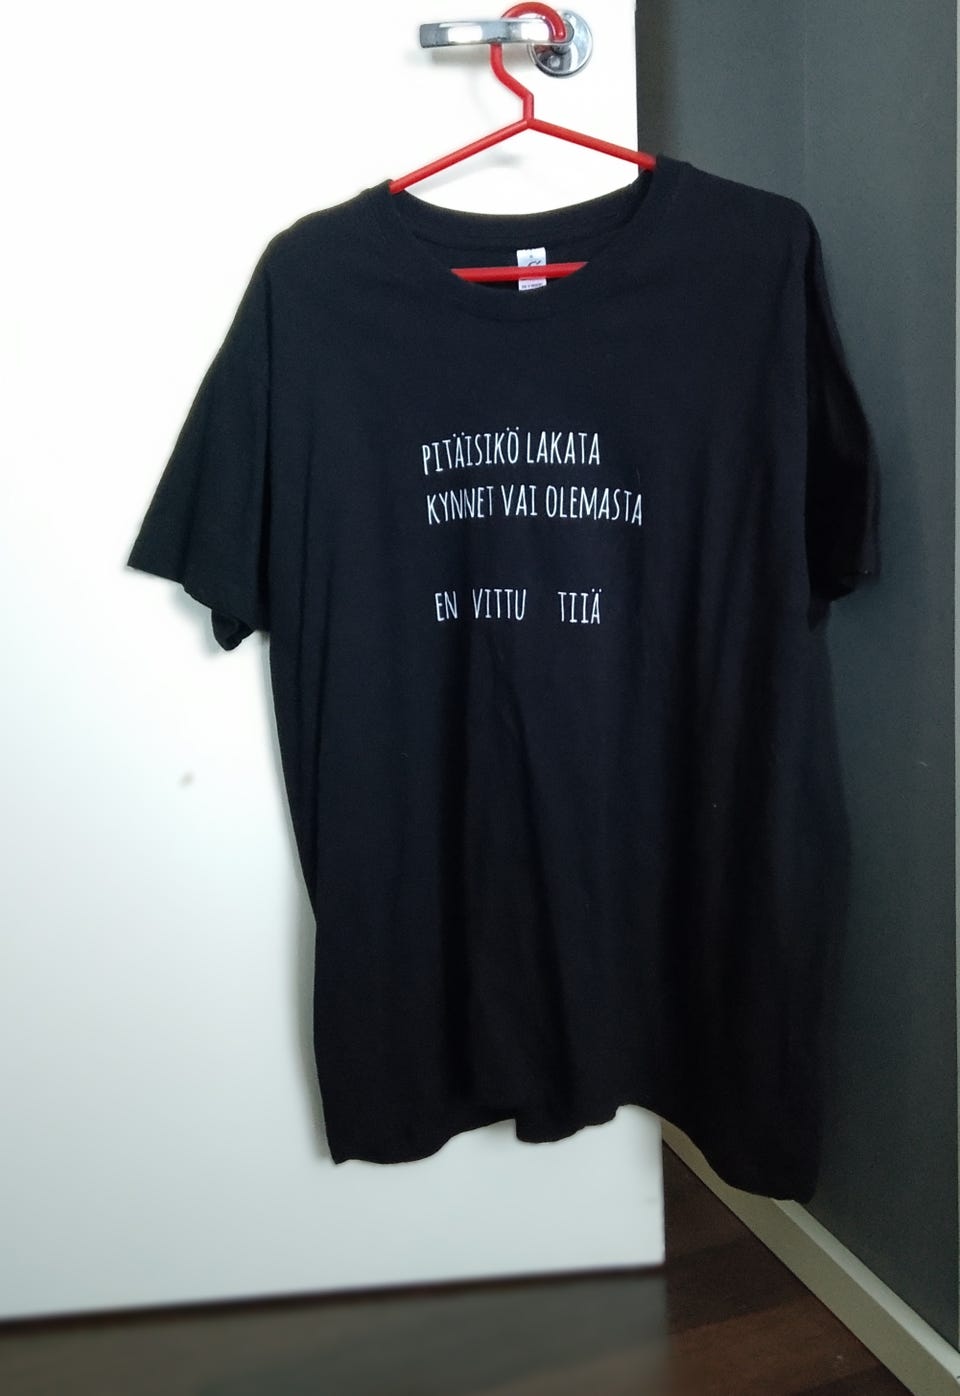 PITÄISIKÖ LAKATA
KYNNET VAI OLEMASTA
EN VITTU TIIÄ